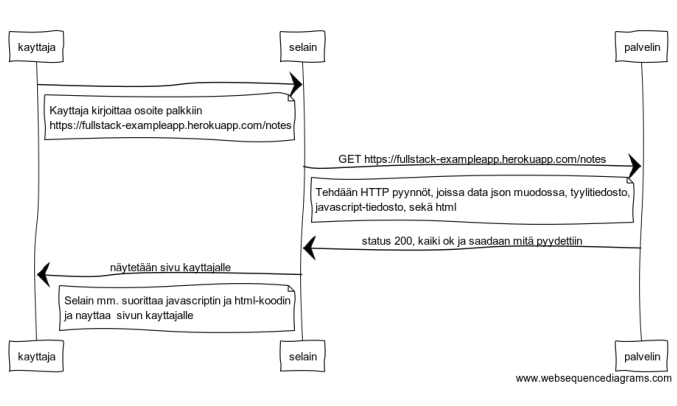 kayttaja
selain
palvelin
Kayttaja kirjoittaa osoite palkkiin
https://fullstack-exampleapp.herokuapp.com/notes
GET https://fullstack-exampleapp.herokuapp.com/notes
Tehdään HTTP pyynnöt, joissa data json muodossa, tyylitiedosto,
javascript-tiedosto, sekä html
status 200, kaiki ok ja saadaan mitä pyydettiin
näytetään sivu kayttajalle
Selain mm. suorittaa javascriptin ja html-koodin
ja nayttaa sivun kayttajalle
kayttaja
selain
palvelin
www.websequencediagrams.com